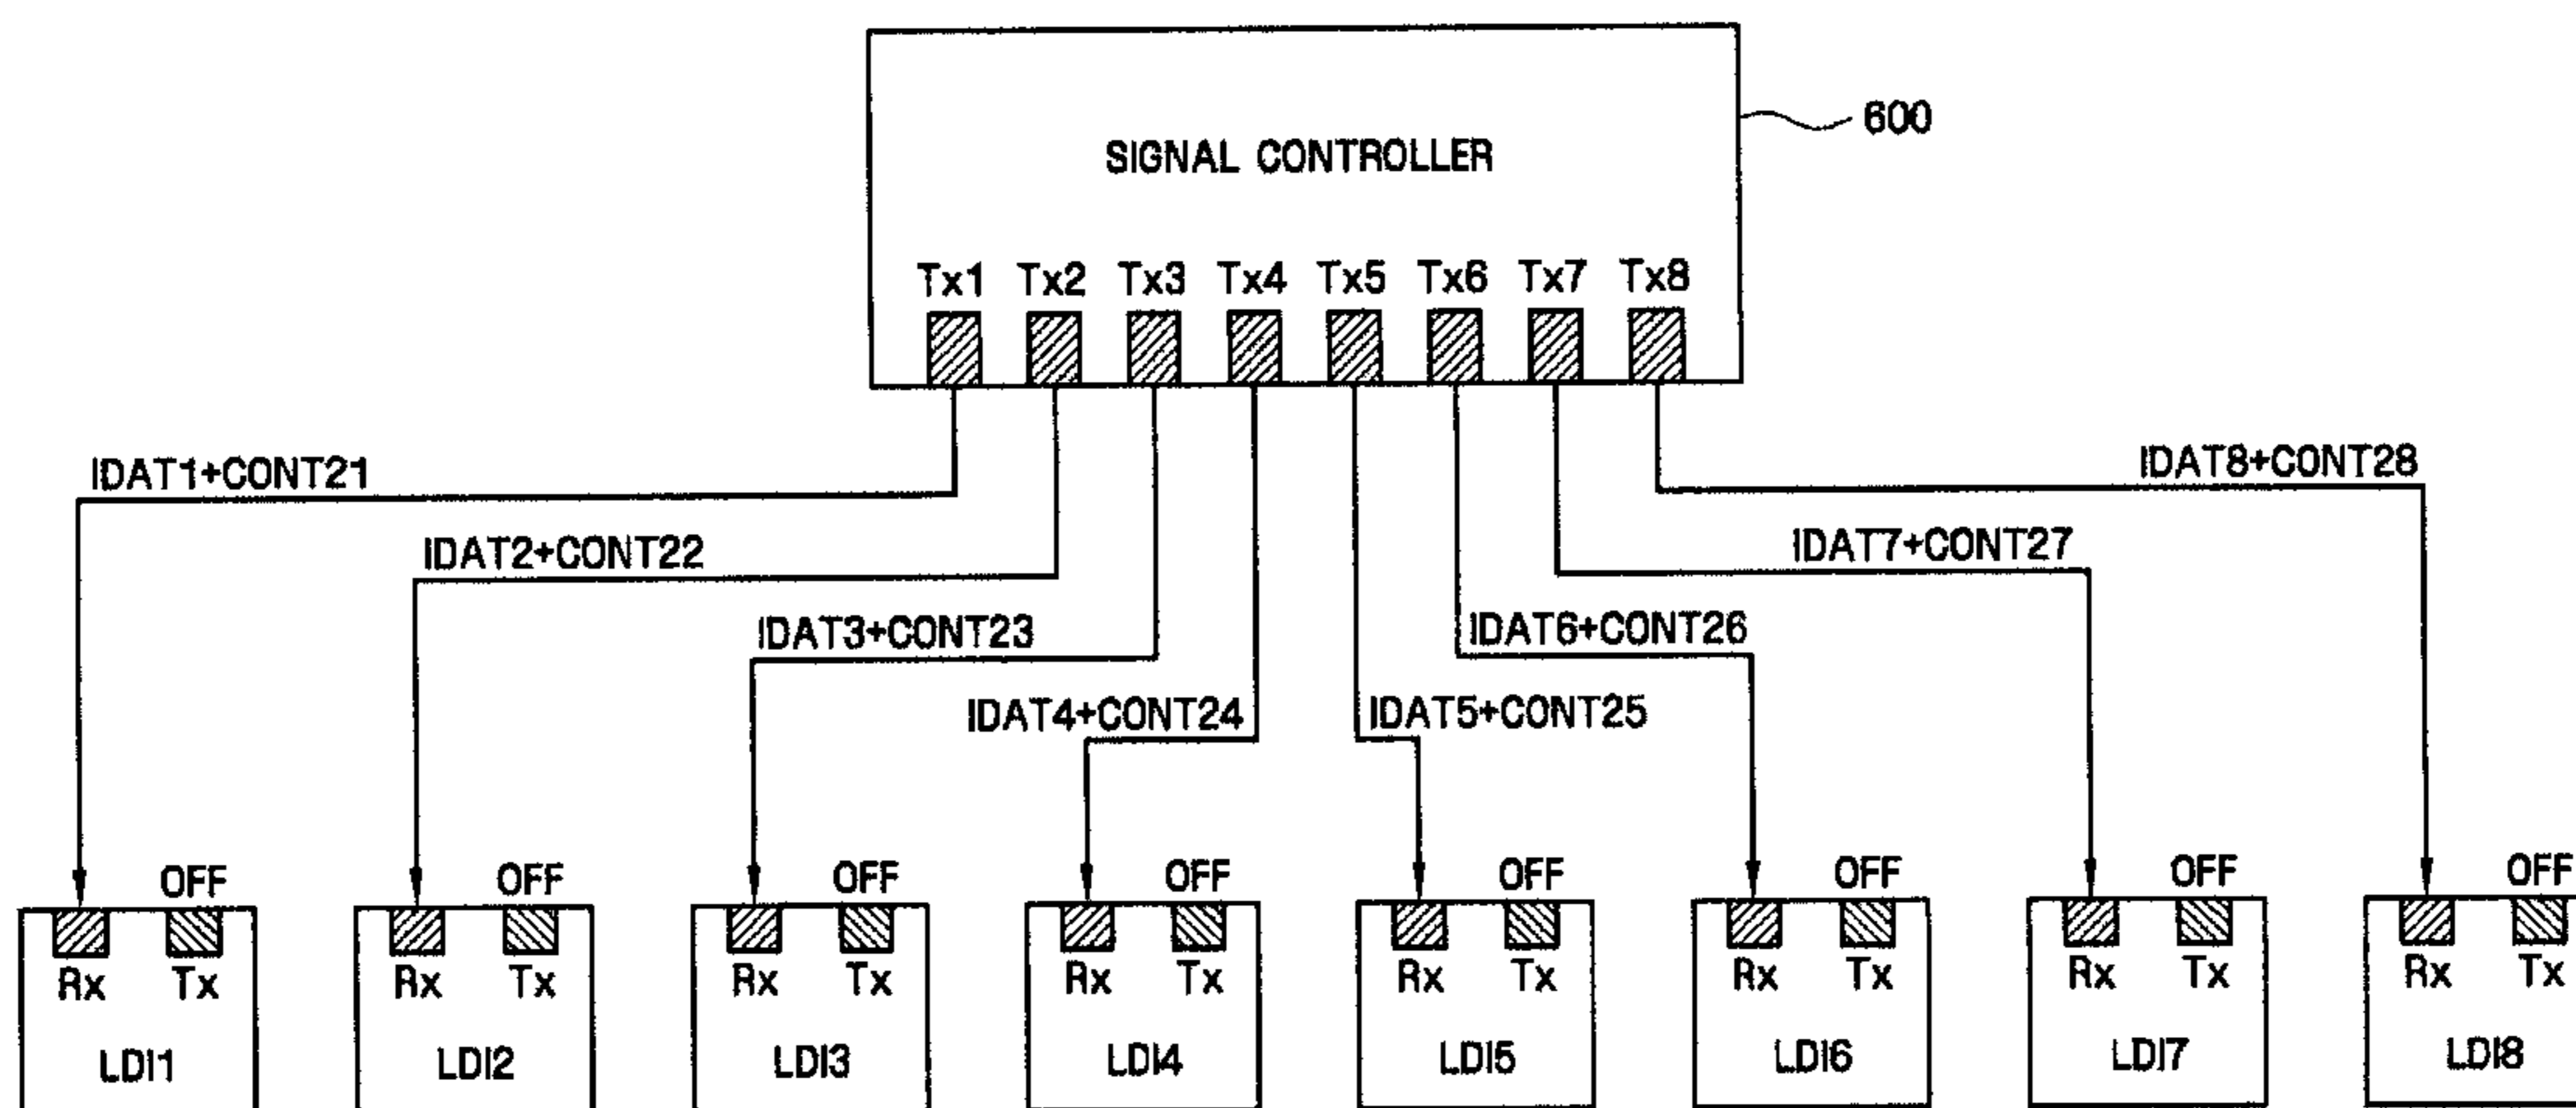 600
SIGNAL CONTROLLER
Tx1 Tx2 Tx3 Tx4 Tx5 Tx6 Tx7 Tx8
IDAT1+CONT21 IDAT8+CONT28
IDAT2+CONT22 IDAT7+CONT27
IDAT3+CONT23 IDAT6+CONT26
IDAT4+CONT24 IDAT5+CONT25
OFF OFF OFF OFF OFF OFF OFF OFF
Rx Tx Rx Tx Rx Tx Rx Tx Rx Tx Rx Tx Rx Tx Rx Tx
LDI1 LDI2 LDI3 LDI4 LDI5 LDI6 LDI7 LDI8